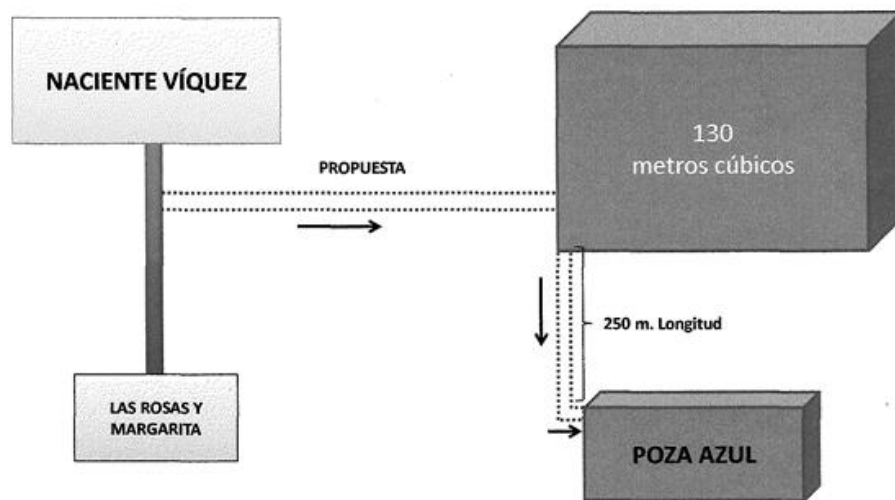 NACIENTE VÍQUEZ
130
metros cúbicos
PROPUESTA
250 m. Longitud
LAS ROSAS Y
MARGARITA
POZA AZUL